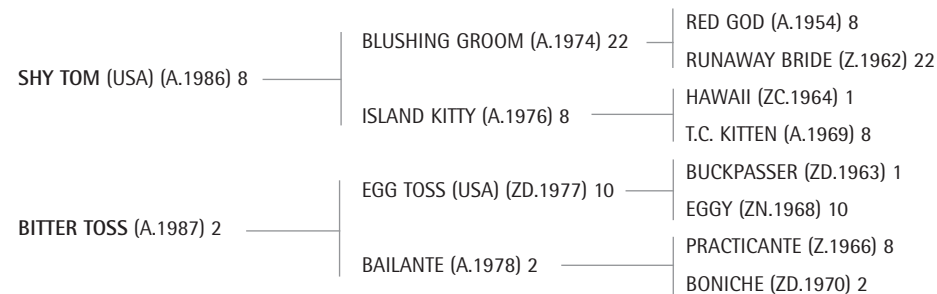 RED GOD (A.1954) 8
BLUSHING GROOM (A.1974) 22
RUNAWAY BRIDE (Z.1962) 22
SHY TOM (USA) (A.1986) 8
HAWAII (ZC.1964) 1
ISLAND KITTY (A.1976) 8
T.C. KITTEN (A.1969) 8
BUCKPASSER (ZD.1963) 1
EGG TOSS (USA) (ZD.1977) 10
EGGY (ZN.1968) 10
BITTER TOSS (A.1987) 2
PRACTICANTE (Z.1966) 8
BAILANTE (A.1978) 2
BONICHE (ZD.1970) 2